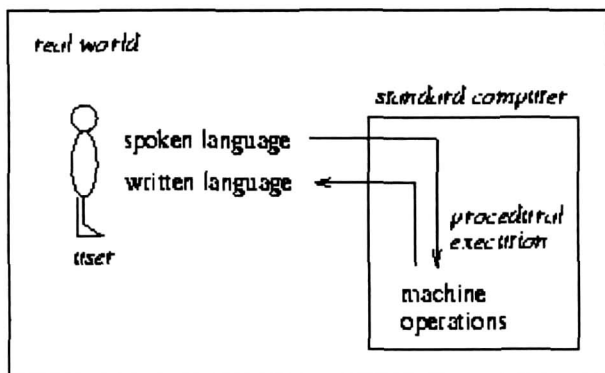 real world
standard computer
spoken language
written language
procedural
execution
user
machine
operations